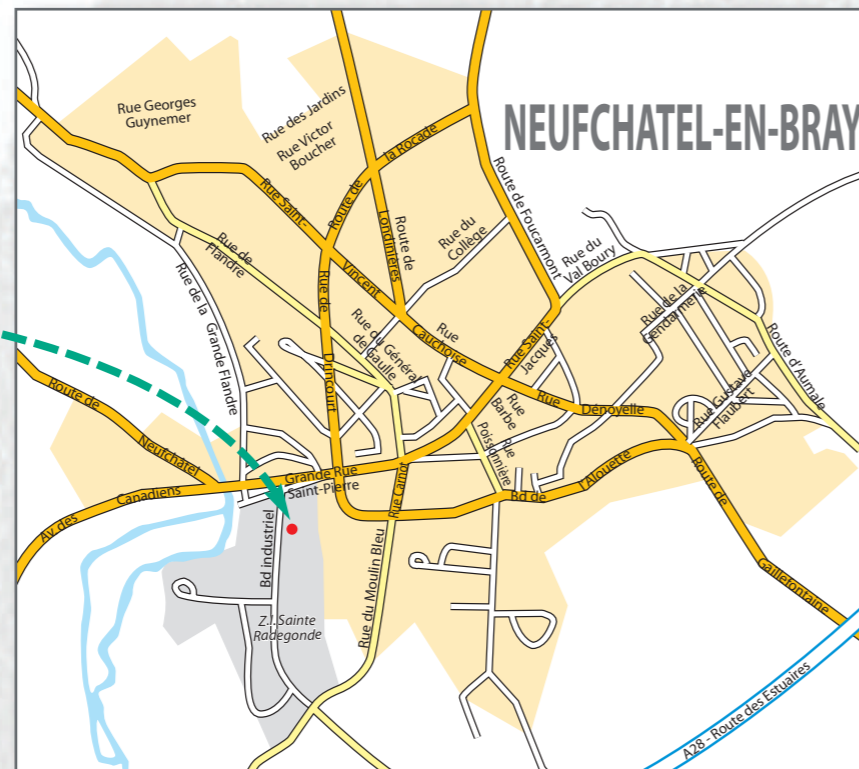 NEUFCHATEL-EN-BRAY
Rue Georges
Guynemer
Rue des Jardins
Rue Victor
Boucher
la Rocade
Route de
Rue Saint-
Vincent
Route de
Londinières
Route de Foucarmont
Rue du
Collège
Rue du
Val Boury
Rue de
Flandre
Rue de la
Grande Flandre
Rue de
Drincourt
Rue du Général
de Gaulle
Rue
Cauchoise
Rue Saint-
Jacques
Rue de la
Gendarmerie
Route d'Aumale
Rue Gustave
Flaubert
Rue
Dénoyelle
Rue
Barbe
Rue
Poissonnière
Route de
Neufchâtel
Av. des
Canadiens
Grande Rue
Saint-Pierre
Rue Carnot
Bd de
l'Alouette
Route de
Gaillefontaine
Bd industriel
Rue du Moulin Bleu
Z.I. Sainte
Radegonde
A28 - Route des Estuaires